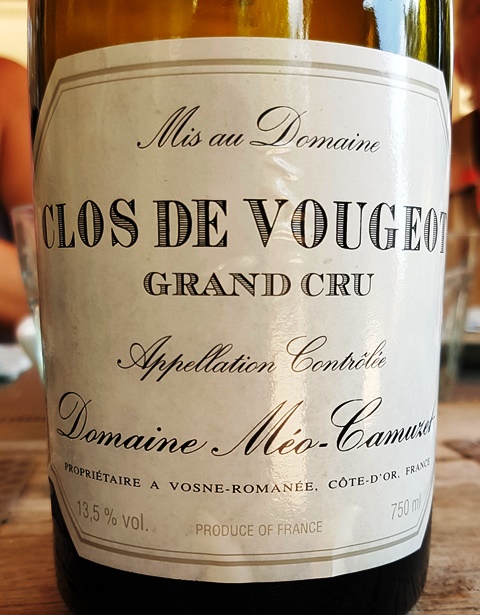 Mis au Domaine
CLOS DE VOUGEOT
GRAND CRU
Appellation Contrôlée
Domaine Méo-Camuzet
PROPRIÉTAIRE A VOSNE-ROMANÉE, CÔTE-D'OR, FRANCE
13,5 % vol.
PRODUCE OF FRANCE
750 ml